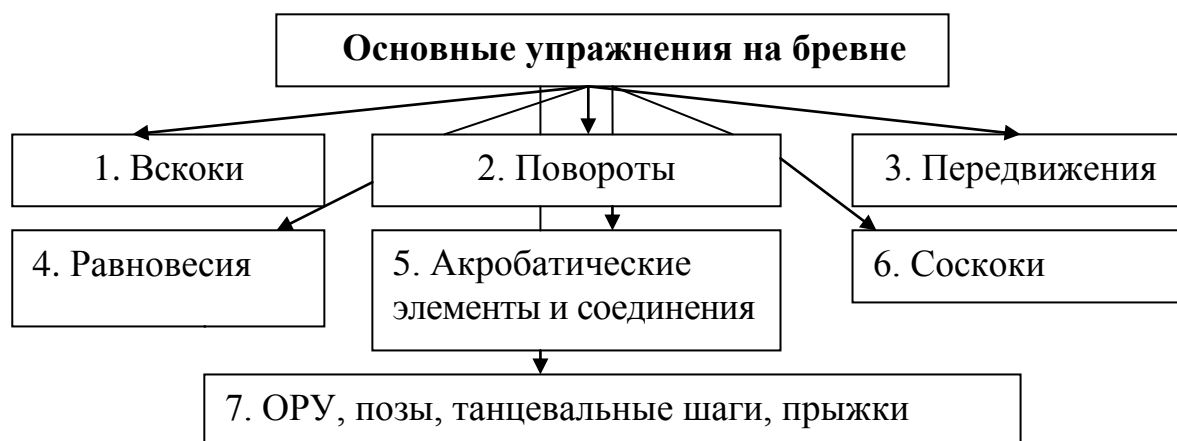 Основные упражнения на бревне
1. Вскоки
2. Повороты
3. Передвижения
4. Равновесия
5. Акробатические
элементы и соединения
6. Соскоки
7. ОРУ, позы, танцевальные шаги, прыжки